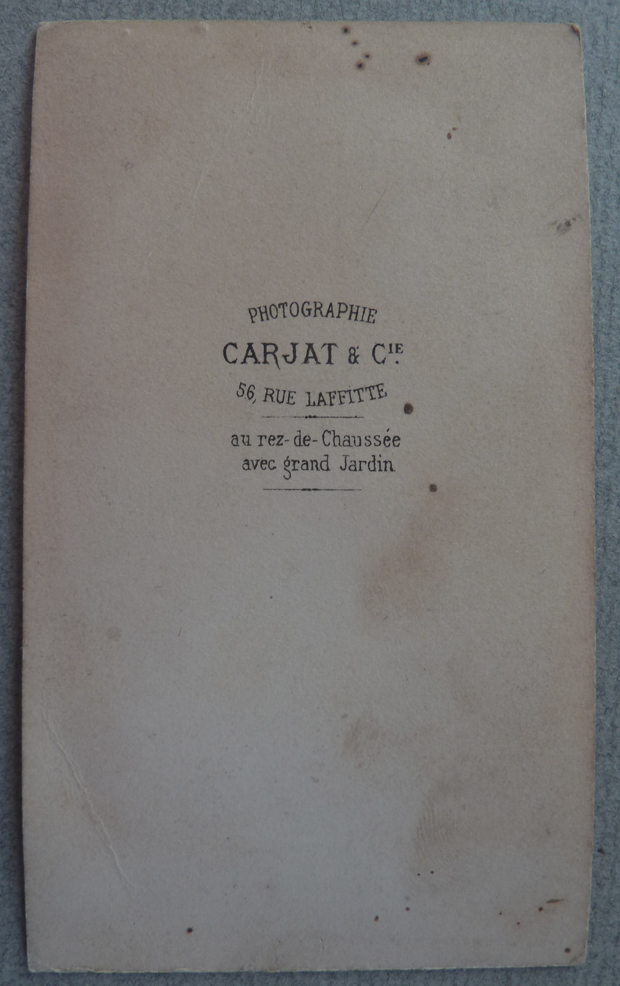 PHOTOGRAPHIE
CARJAT & CIE.
56, RUE LAFFITTE
au rez-de-Chaussée
avec grand Jardin